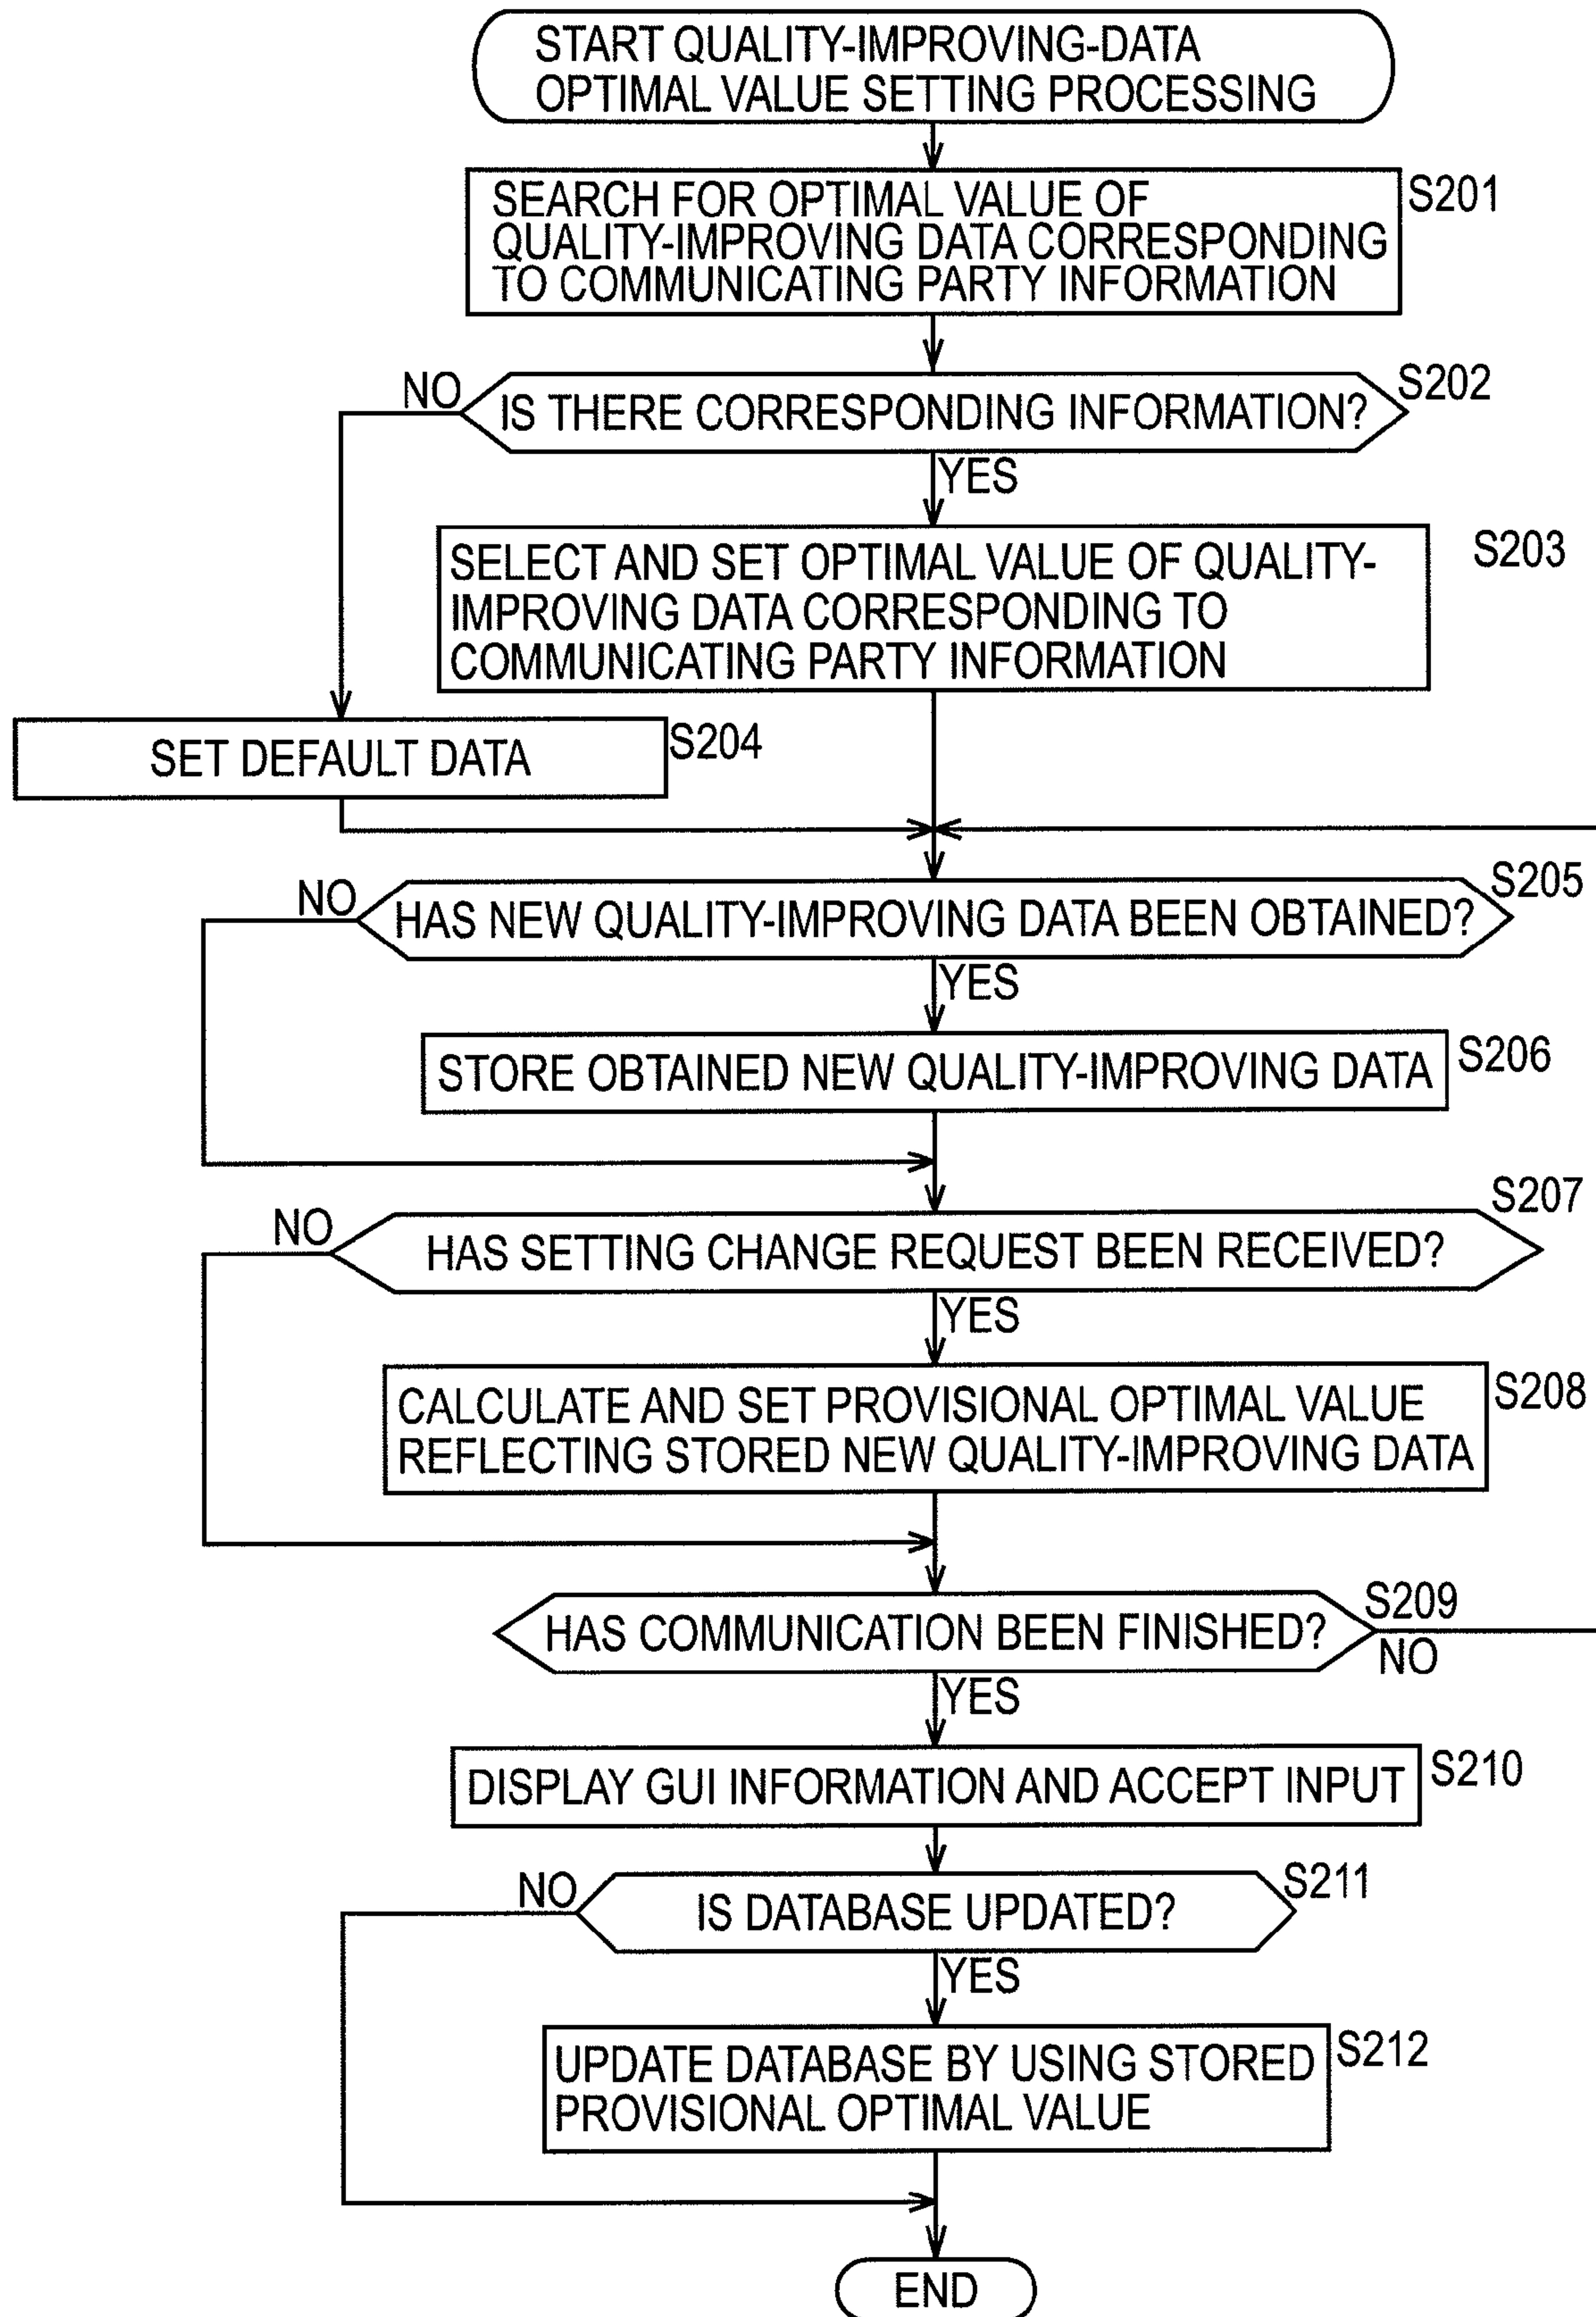 START QUALITY-IMPROVING-DATA
OPTIMAL VALUE SETTING PROCESSING
SEARCH FOR OPTIMAL VALUE OF
QUALITY-IMPROVING DATA CORRESPONDING
TO COMMUNICATING PARTY INFORMATION
S201
NO
IS THERE CORRESPONDING INFORMATION?
S202
YES
SELECT AND SET OPTIMAL VALUE OF QUALITY-
IMPROVING DATA CORRESPONDING TO
COMMUNICATING PARTY INFORMATION
S203
SET DEFAULT DATA
S204
NO
HAS NEW QUALITY-IMPROVING DATA BEEN OBTAINED?
S205
YES
STORE OBTAINED NEW QUALITY-IMPROVING DATA
S206
NO
HAS SETTING CHANGE REQUEST BEEN RECEIVED?
S207
YES
CALCULATE AND SET PROVISIONAL OPTIMAL VALUE
REFLECTING STORED NEW QUALITY-IMPROVING DATA
S208
HAS COMMUNICATION BEEN FINISHED?
S209
NO
YES
DISPLAY GUI INFORMATION AND ACCEPT INPUT
S210
NO
IS DATABASE UPDATED?
S211
YES
UPDATE DATABASE BY USING STORED
PROVISIONAL OPTIMAL VALUE
S212
END